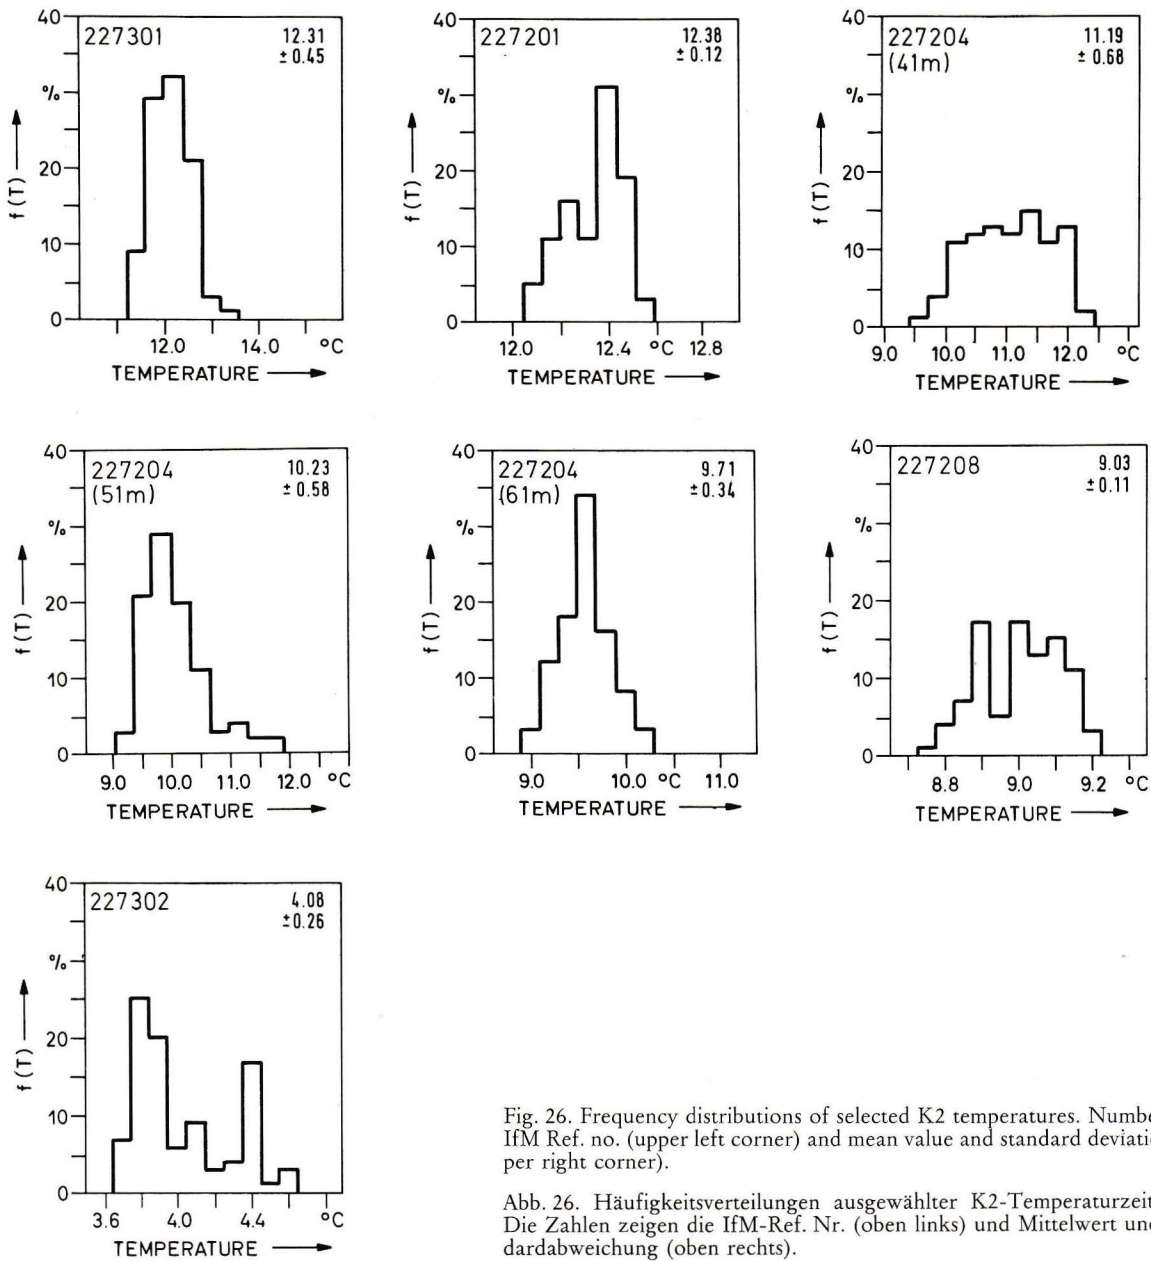 40
227301
12.31
± 0.45
%
f (T)
20
10
0
12.0 14.0 °C
TEMPERATURE
40
227201
12.38
± 0.12
%
f (T)
20
10
0
12.0 12.4 °C 12.8
TEMPERATURE
40
227204
(41m)
11.19
± 0.68
%
f (T)
20
10
0
9.0 10.0 11.0 12.0 °C
TEMPERATURE
40
227204
(51m)
10.23
± 0.58
%
f (T)
20
10
0
9.0 10.0 11.0 12.0 °C
TEMPERATURE
40
227204
(61m)
9.71
± 0.34
%
f (T)
20
10
0
9.0 10.0 °C 11.0
TEMPERATURE
40
227208
9.03
± 0.11
%
f (T)
20
10
0
8.8 9.0 9.2 °C
TEMPERATURE
40
227302
4.08
± 0.26
%
f (T)
20
10
0
3.6 4.0 4.4 °C
TEMPERATURE
Fig. 26. Frequency distributions of selected K2 temperatures. Numbe
IfM Ref. no. (upper left corner) and mean value and standard deviati
per right corner).
Abb. 26. Häufigkeitsverteilungen ausgewählter K2-Temperaturzeit
Die Zahlen zeigen die IfM-Ref. Nr. (oben links) und Mittelwert un
dardabweichung (oben rechts).